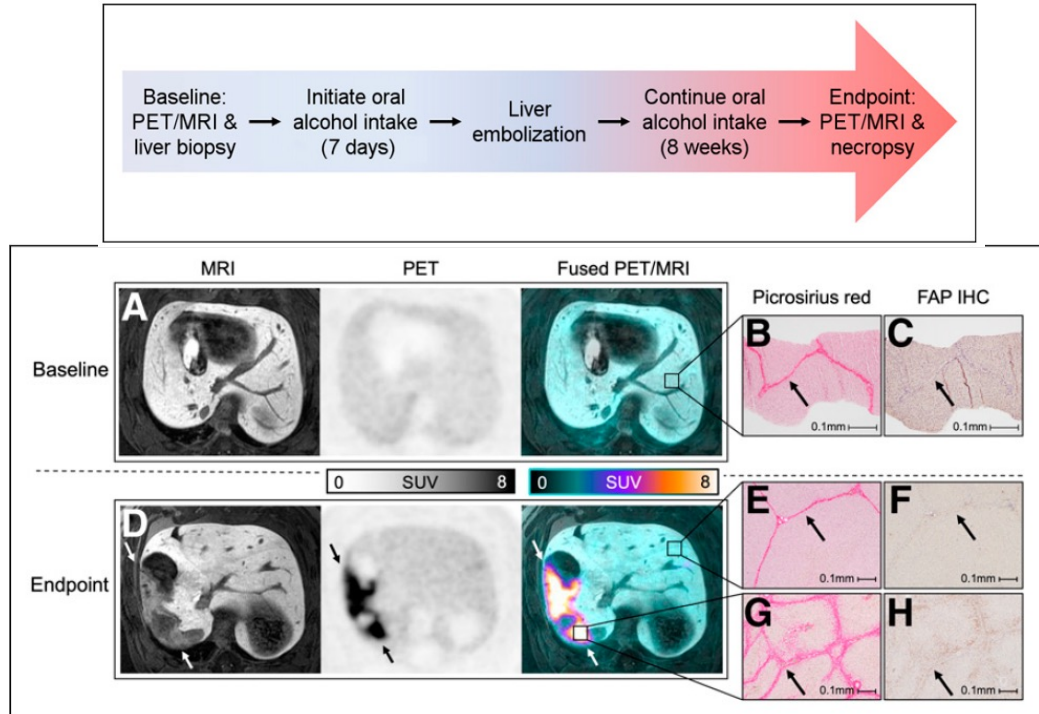 Baseline:
PET/MRI &
liver biopsy
Initiate oral
alcohol intake
(7 days)
Liver
embolization
Continue oral
alcohol intake
(8 weeks)
Endpoint:
PET/MRI &
necropsy
MRI
PET
Fused PET/MRI
Picrosirius red
FAP IHC
Baseline
A
B
0.1mm
C
0.1mm
0 SUV 8
0 SUV 8
Endpoint
D
E
0.1mm
F
0.1mm
G
0.1mm
H
0.1mm